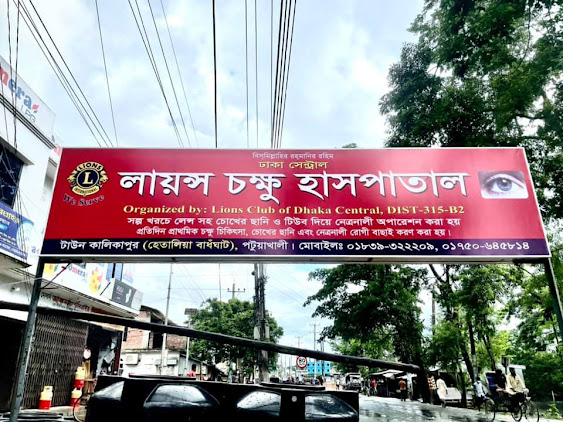 বিসমিল্লাহির রহমানির রহিম
ঢাকা সেন্ট্রাল
লায়ন্স চক্ষু হাসপাতাল
LIONS
L
We Serve
Organized by: Lions Club of Dhaka Central, DIST-315-B2
সল্প খরচে লেন্স সহ চোখের ছানি ও টিউব দিয়ে নেত্রনালী অপারেশন করা হয়
প্রতিদিন প্রাথমিক চক্ষু চিকিৎসা, চোখের ছানি এবং নেত্রনালী রোগী বাছাই করণ করা হয়।
টাউন কালিকাপুর (হেতালিয়া বাঁধঘাট), পটুয়াখালী। মোবাইলঃ ০১৮৩৯-৩২২২০৯, ০১৭৫০-৬৪৫৮১৪